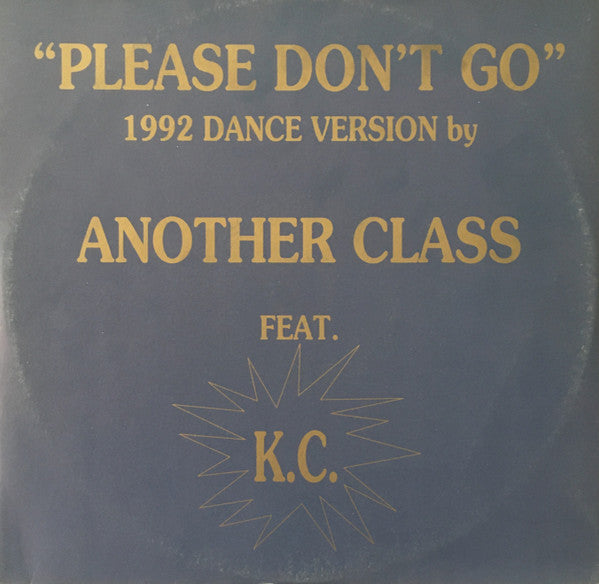 “PLEASE DON’T GO”
1992 DANCE VERSION by
ANOTHER CLASS
FEAT.
K.C.